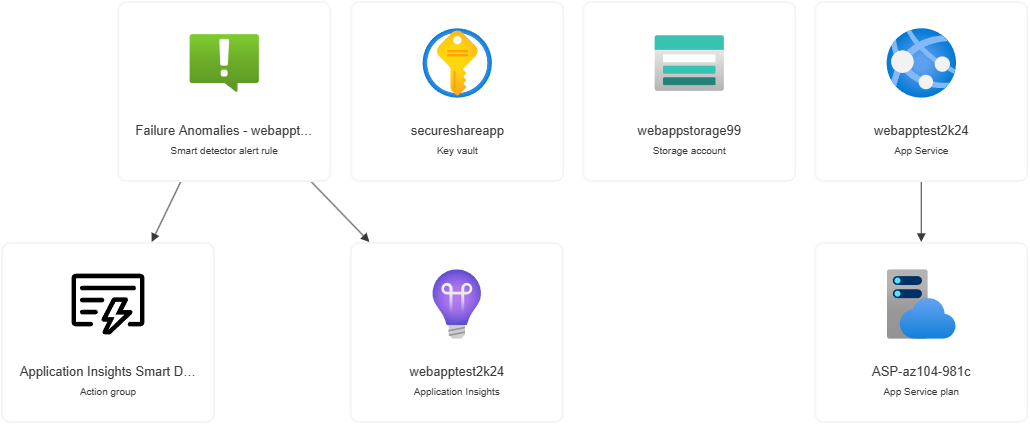 Failure Anomalies - webappt...
Smart detector alert rule
secureshareapp
Key vault
webappstorage99
Storage account
webapptest2k24
App Service
Application Insights Smart D...
Action group
webapptest2k24
Application Insights
ASP-az104-981c
App Service plan